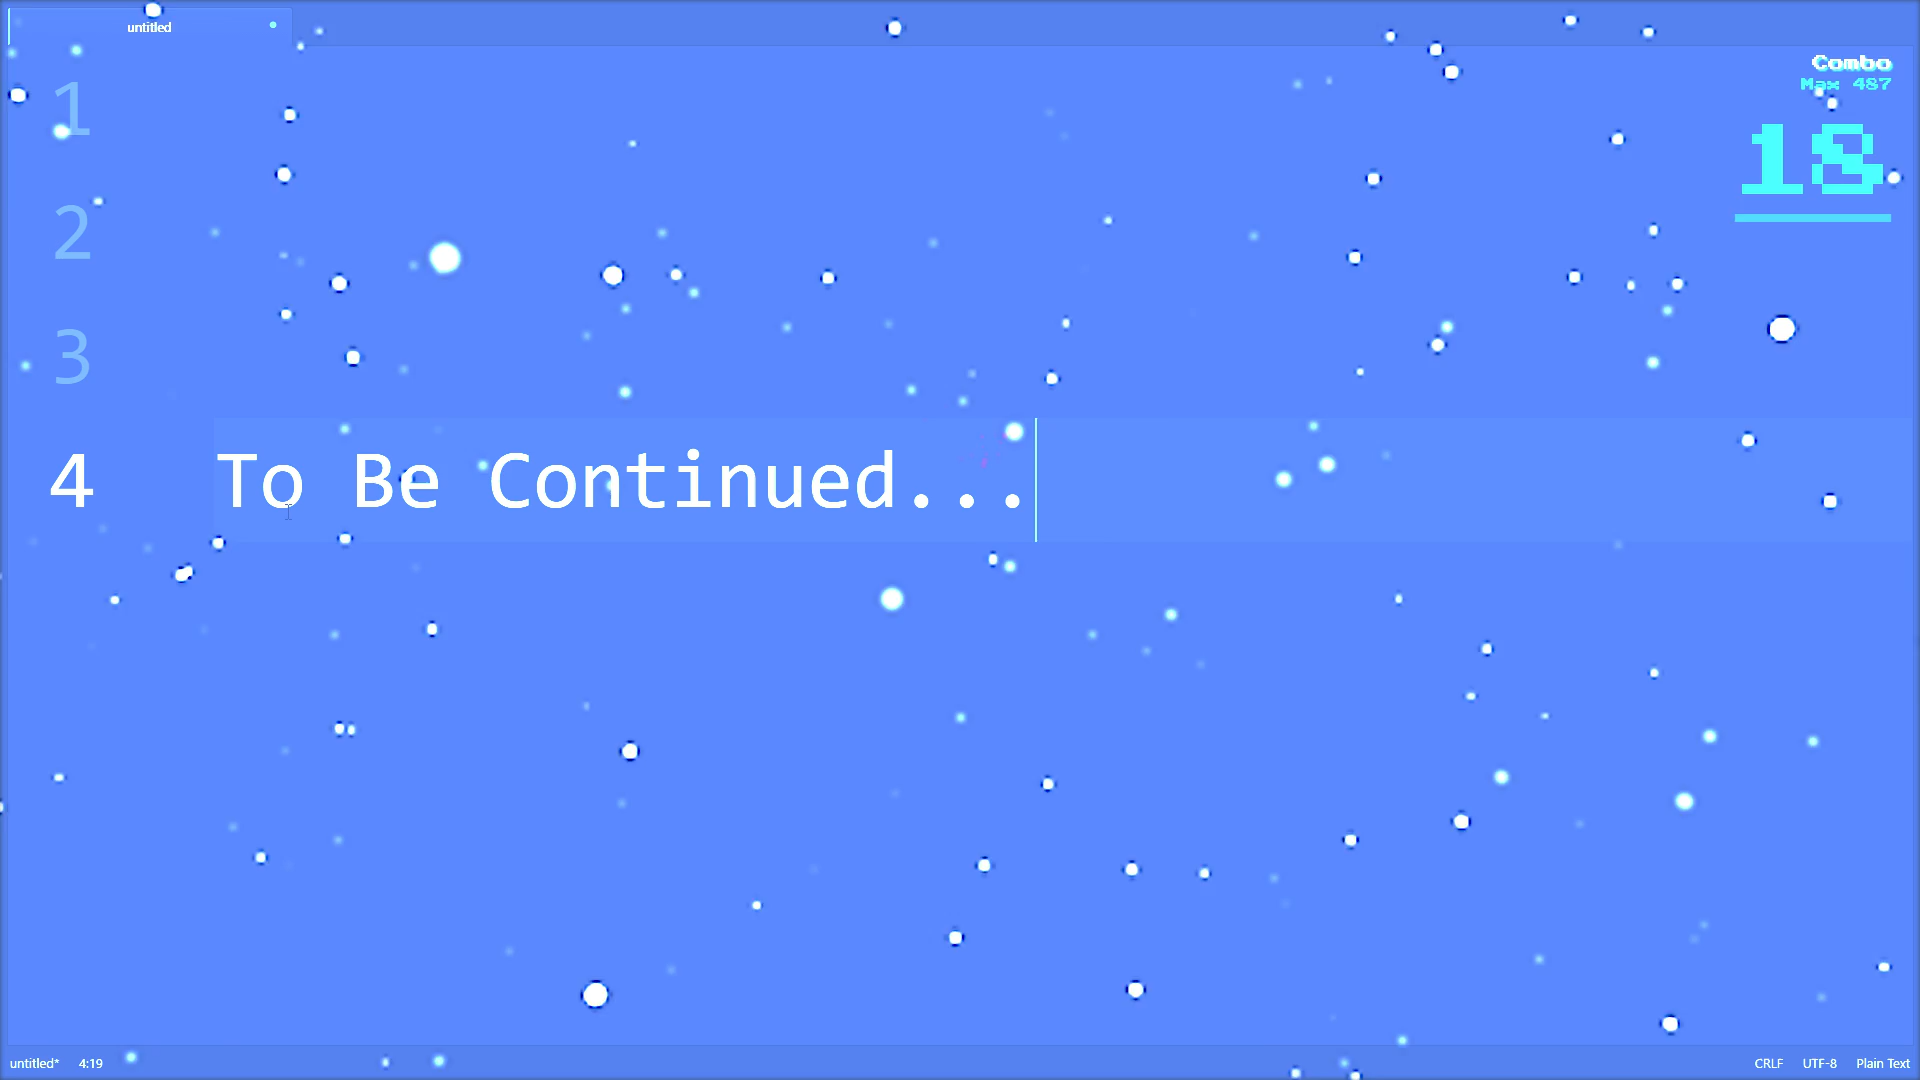 untitled
Combo
Max 487
18
1
2
3
4 To Be Continued...
untitled* 4:19 CRLF UTF-8 Plain Text